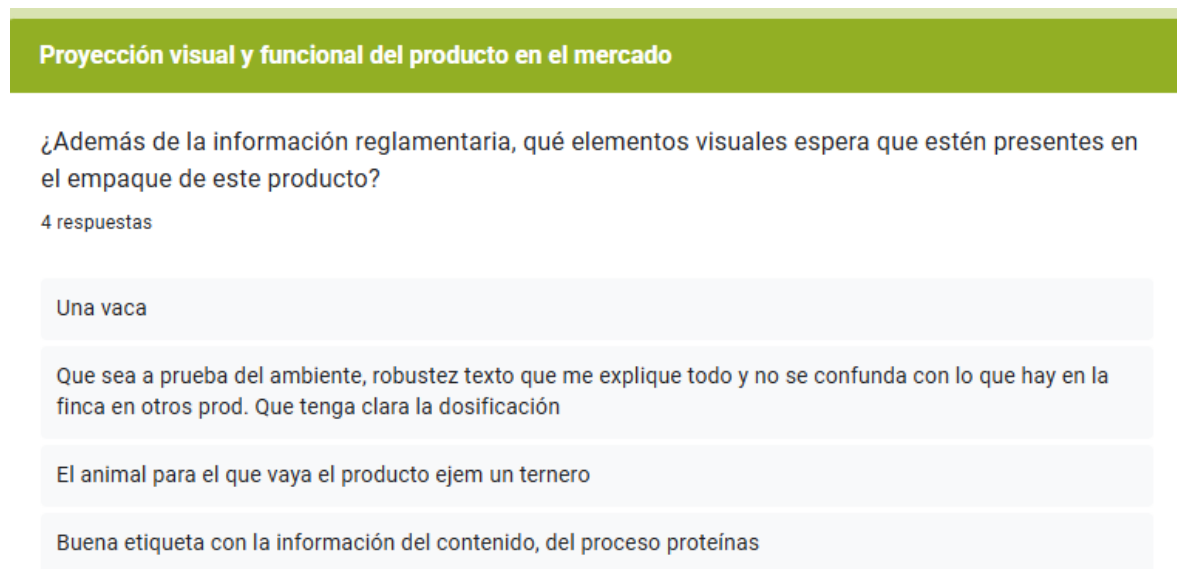 Proyección visual y funcional del producto en el mercado
¿Además de la información reglamentaria, qué elementos visuales espera que estén presentes en
el empaque de este producto?
4 respuestas
Una vaca
Que sea a prueba del ambiente, robustez texto que me explique todo y no se confunda con lo que hay en la
finca en otros prod. Que tenga clara la dosificación
El animal para el que vaya el producto ejem un ternero
Buena etiqueta con la información del contenido, del proceso proteínas